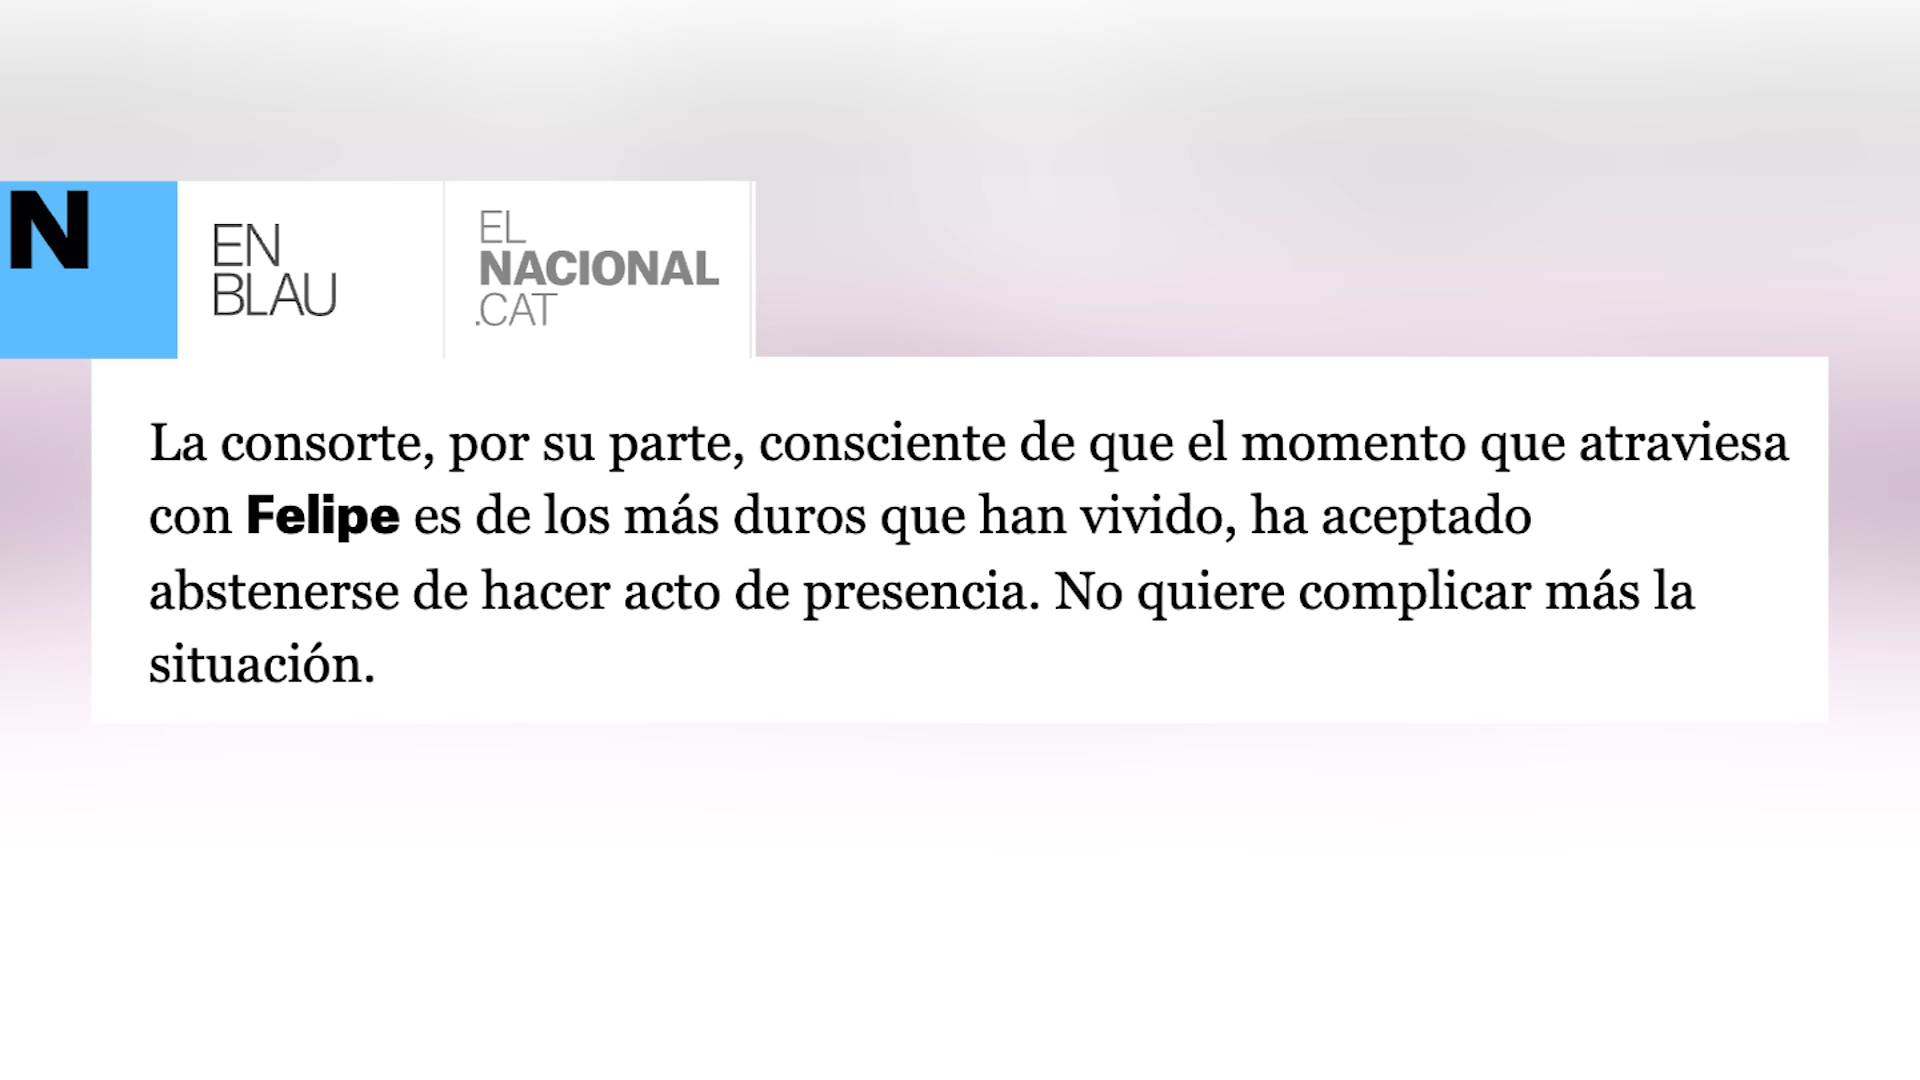 N
EN
BLAU
EL
NACIONAL
.CAT
La consorte, por su parte, consciente de que el momento que atraviesa
con Felipe es de los más duros que han vivido, ha aceptado
abstenerse de hacer acto de presencia. No quiere complicar más la
situación.